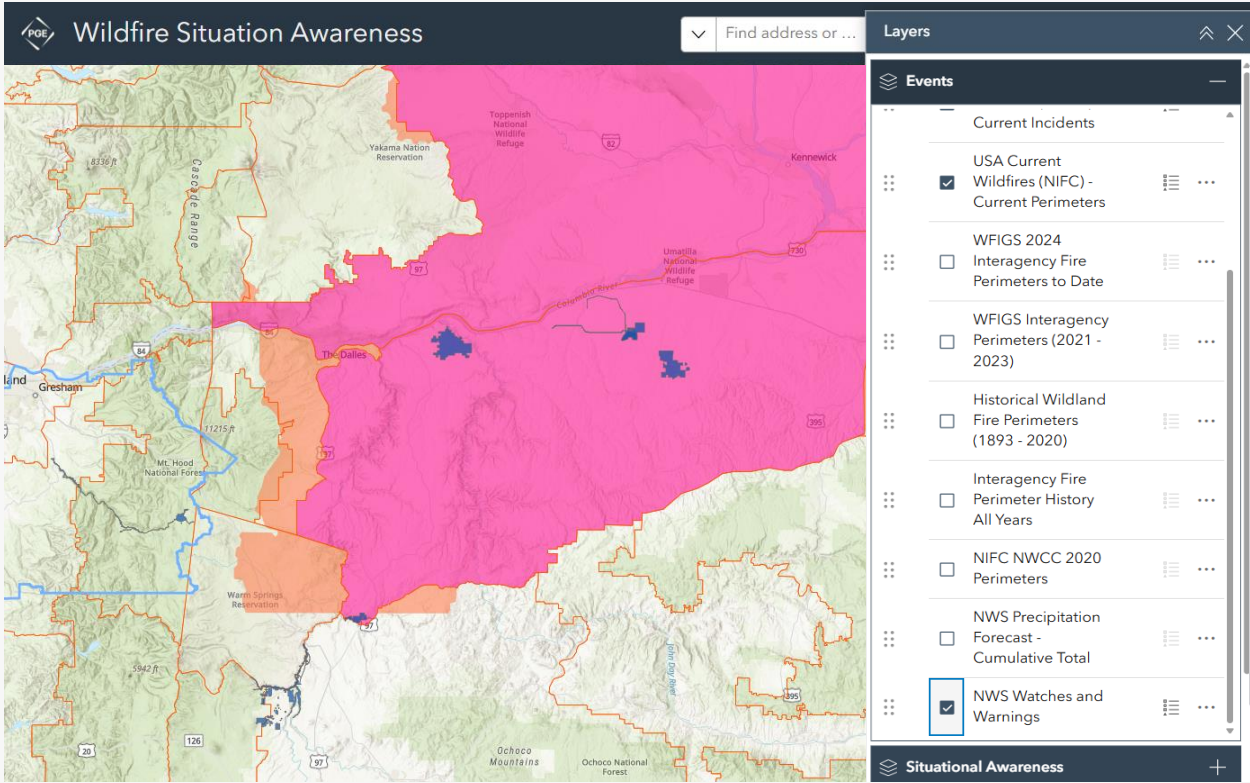 PGE
Wildfire Situation Awareness
Find address or ...
Layers
Events
Current Incidents
USA Current
Wildfires (NIFC) -
Current Perimeters
WFIGS 2024
Interagency Fire
Perimeters to Date
WFIGS Interagency
Perimeters (2021 -
2023)
Historical Wildland
Fire Perimeters
(1893 - 2020)
Interagency Fire
Perimeter History
All Years
NIFC NWCC 2020
Perimeters
NWS Precipitation
Forecast -
Cumulative Total
NWS Watches and
Warnings
Situational Awareness
Toppenish
National
Wildlife
Refuge
82
Yakama Nation
Reservation
Kennewick
8336 ft
Cascade Range
97
Umatilla
National
Wildlife
Refuge
730
Columbia River
84
84
The Dalles
land
Gresham
11215 ft
395
97
Mt. Hood
National Forest
Warm Springs
Reservation
97
John Day River
5942 ft
395
126
20
97
Ochoco
Mountains
Ochoco National
Forest